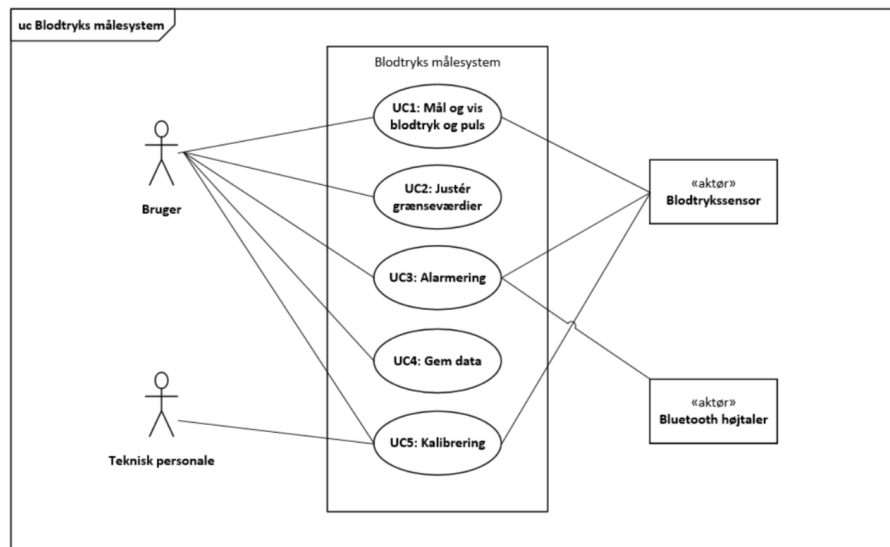 uc Blodtryks målesystem
Blodtryks målesystem
UC1: Mål og vis
blodtryk og puls
UC2: Justér
grænseværdier
UC3: Alarmering
UC4: Gem data
UC5: Kalibrering
Bruger
Teknisk personale
«aktør»
Blodtrykssensor
«aktør»
Bluetooth højtaler